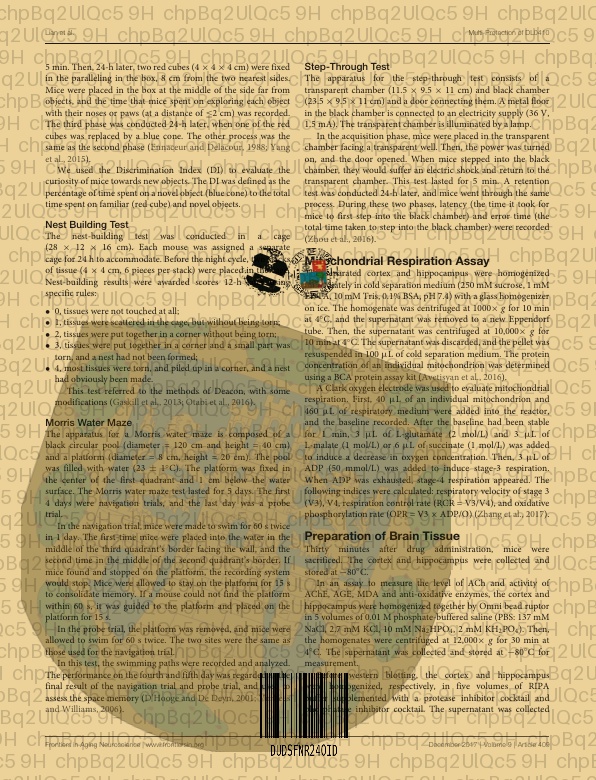 Lian et al.
Multi-Protection of DL0410
5 min. Then, 24-h later, two red cubes (4 × 4 × 4 cm) were fixed
in the paralleling in the box, 8 cm from the two nearest sides.
Mice were placed in the box at the middle of the side far from
objects, and the time that mice spent on exploring each object
with their noses or paws (at a distance of ≤2 cm) was recorded.
The third phase was conducted 24-h later, when one of the red
cubes was replaced by a blue cone. The other process was the
same as the second phase (Ennaceur and Delacour, 1988; Yang
et al., 2015).
We used the Discrimination Index (DI) to evaluate the
curiosity of mice towards new objects. The DI was defined as the
percentage of time spent on a novel object (blue cone) to the total
time spent on familiar (red cube) and novel objects.
Nest Building Test
The nest-building test was conducted in a cage
(28 × 12 × 16 cm). Each mouse was assigned a separate
cage for 24 h to accommodate. Before the night cycle,
of tissue (4 × 4 cm, 6 pieces per stack) were placed in the
Nest-building results were awarded scores 12-h
specific rules:
• 0, tissues were not touched at all;
• 1, tissues were scattered in the cage, but without being torn;
• 2, tissues were put together in a corner without being torn;
• 3, tissues were put together in a corner and a small part was
torn, and a nest had not been formed;
• 4, most tissues were torn, and piled up in a corner, and a nest
had obviously been made.
This test referred to the methods of Deacon, with some
modifications (Gaskill et al., 2013; Otabi et al., 2016).
Morris Water Maze
The apparatus for a Morris water maze is composed of a
black circular pool (diameter = 120 cm and height = 40 cm)
and a platform (diameter = 8 cm, height = 20 cm). The pool
was filled with water (23 ± 1°C). The platform was fixed in
the center of the first quadrant and 1 cm below the water
surface. The Morris water maze test lasted for 5 days. The first
4 days were navigation trials, and the last day was a probe
trial.
In the navigation trial, mice were made to swim for 60 s twice
in 1 day. The first time mice were placed into the water in the
middle of the third quadrant's border facing the wall, and the
second time in the middle of the second quadrant's border. If
mice found and stopped on the platform, the recording system
would stop. Mice were allowed to stay on the platform for 15 s
to consolidate memory. If a mouse could not find the platform
within 60 s, it was guided to the platform and placed on the
platform for 15 s.
In the probe trial, the platform was removed, and mice were
allowed to swim for 60 s twice. The two sites were the same as
those used for the navigation trial.
In this test, the swimming paths were recorded and analyzed.
The performance on the fourth and fifth day was regarded
final result of the navigation trial and probe trial, and
assess the space memory (D'Hooge and De Deyn, 2001;
and Williams, 2006).
Step-Through Test
The apparatus for the step-through test consists of a
transparent chamber (11.5 × 9.5 × 11 cm) and black chamber
(23.5 × 9.5 × 11 cm) and a door connecting them. A metal floor
in the black chamber is connected to an electricity supply (36 V,
1.5 mA). The transparent chamber is illuminated by a lamp.
In the acquisition phase, mice were placed in the transparent
chamber facing a transparent well. Then, the power was turned
on, and the door opened. When mice stepped into the black
chamber, they would suffer an electric shock and return to the
transparent chamber. This test lasted for 5 min. A retention
test was conducted 24-h later, and mice went through the same
process. During these two phases, latency (the time it took for
mice to first step into the black chamber) and error time (the
total time taken to step into the black chamber) were recorded
(Zhou et al., 2016).
Mitochondrial Respiration Assay
cortex and hippocampus were homogenized
in cell medium (250 mM sucrose, 1 mM
10 mM Tris, 0.1% BSA, pH 7.4) with a glass homogenizer
on ice. The homogenate was centrifuged at 1000× g for 10 min
at 4°C, and the supernatant was removed to a new Eppendorf
tube. Then, the supernatant was centrifuged at 10,000× g for
10 min at 4°C. The supernatant was discarded, and the pellet was
resuspended in 100 μL of cold separation medium. The protein
concentration of an individual mitochondrion was determined
using a BCA protein assay kit (Avetisyan et al., 2016).
A Clark oxygen electrode was used to evaluate mitochondrial
respiration. First, 40 μL of an individual mitochondrion and
460 μL of respiratory medium were added into the reactor,
and the baseline recorded. After the baseline had been stable
for 1 min, 3 μL of L-glutamate (2 mol/L) and 3 μL of
L-malate (1 mol/L) or 6 μL of succinate (1 mol/L) was added
to induce a decrease in oxygen concentration. Then, 3 μL of
ADP (50 mmol/L) was added to induce stage-3 respiration.
When ADP was exhausted, stage-4 respiration appeared. The
following indices were calculated: respiratory velocity of stage 3
(V3), V4, respiration control rate (RCR = V3/V4), and oxidative
phosphorylation rate (OPR = V3 × ADP/O) (Zhang et al., 2017).
Preparation of Brain Tissue
Thirty minutes after drug administration, mice were
sacrificed. The cortex and hippocampus were collected and
stored at −80°C.
In an assay to measure the level of ACh and activity of
AChE, AGE, MDA and anti-oxidative enzymes, the cortex and
hippocampus were homogenized together by Omni bead ruptor
in 5 volumes of 0.01 M phosphate-buffered saline (PBS: 137 mM
NaCl, 2.7 mM KCl, 10 mM Na₂HPO₄, 2 mM KH₂PO₄). Then,
the homogenates were centrifuged at 12,000× g for 30 min at
4°C. The supernatant was collected and stored at −80°C for
measurement.
western blotting, the cortex and hippocampus
homogenized, respectively, in five volumes of RIPA
supplemented with a protease inhibitor cocktail and
inhibitor cocktail. The supernatant was collected
Frontiers in Aging Neuroscience | www.frontiersin.org
December 2017 | Volume 9 | Article 408
DUDSFNR240ID
chpBq2UlQc5 9H